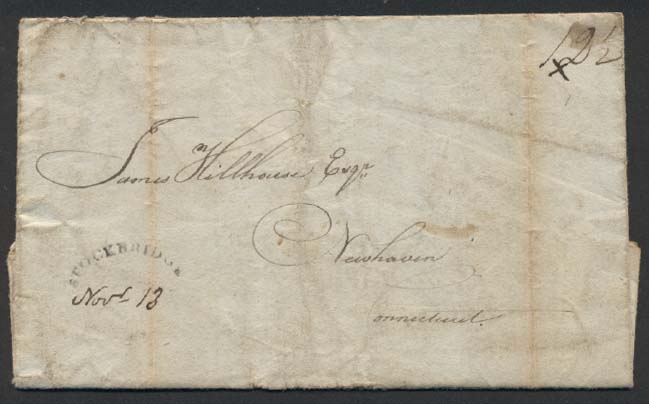 12½
x
James Hillhouse Esqr
Newhaven
Connecticut.
STOCKBRIDGE
Novr 13